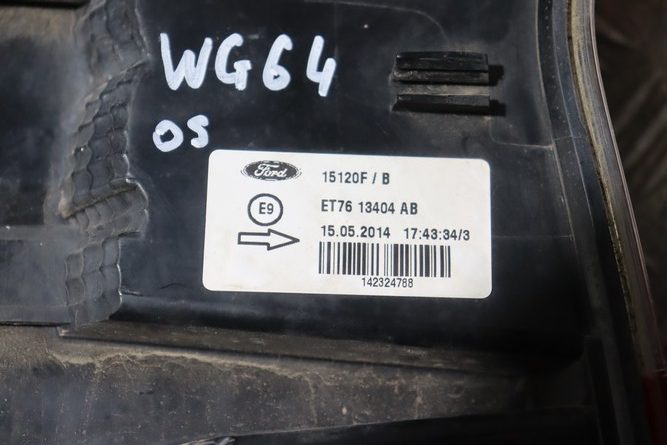 WG64
OS
Ford
15120F / B
E9
ET76 13404 AB
15.05.2014 17:43:34/3
142324788